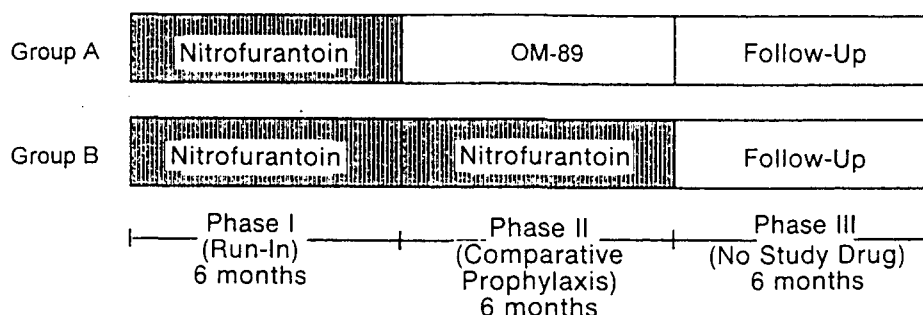 Group A Nitrofurantoin OM-89 Follow-Up
Group B Nitrofurantoin Nitrofurantoin Follow-Up
Phase I
(Run-In)
6 months
Phase II
(Comparative
Prophylaxis)
6 months
Phase III
(No Study Drug)
6 months